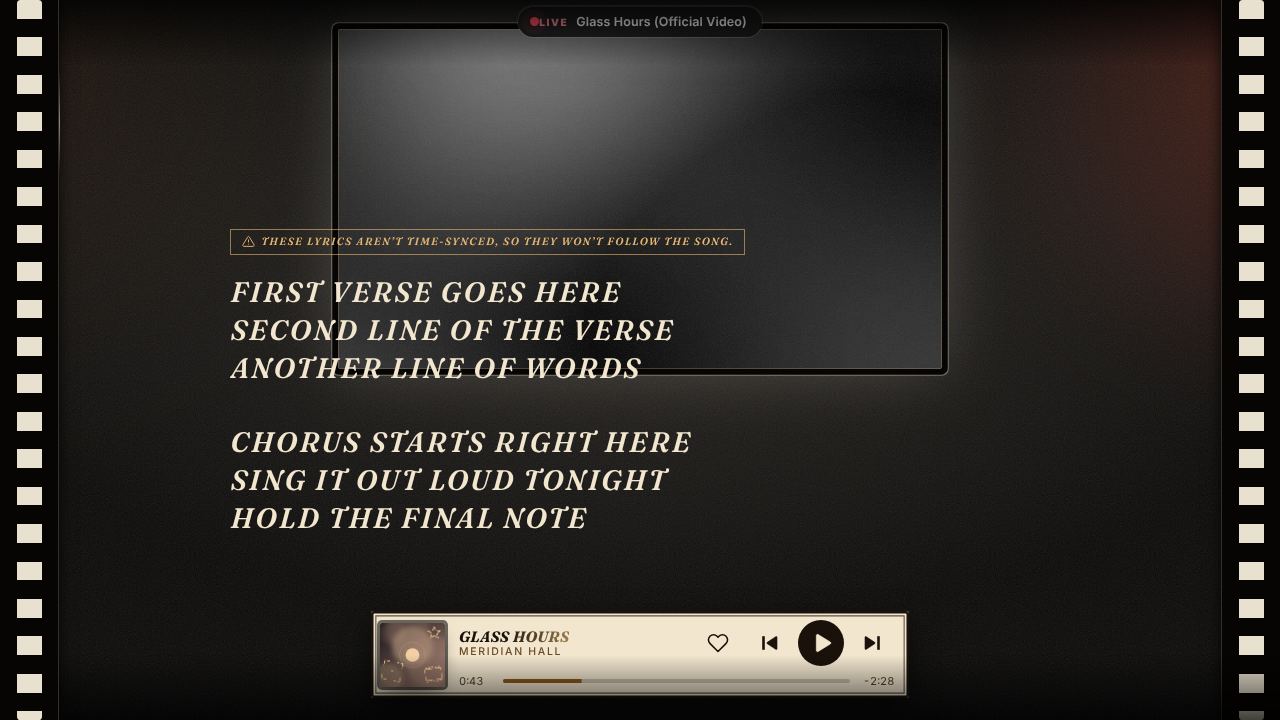 LIVE Glass Hours (Official Video)
THESE LYRICS AREN'T TIME-SYNCED, SO THEY WON'T FOLLOW THE SONG.
FIRST VERSE GOES HERE
SECOND LINE OF THE VERSE
ANOTHER LINE OF WORDS
CHORUS STARTS RIGHT HERE
SING IT OUT LOUD TONIGHT
HOLD THE FINAL NOTE
GLASS HOURS
MERIDIAN HALL
0:43 -2:28